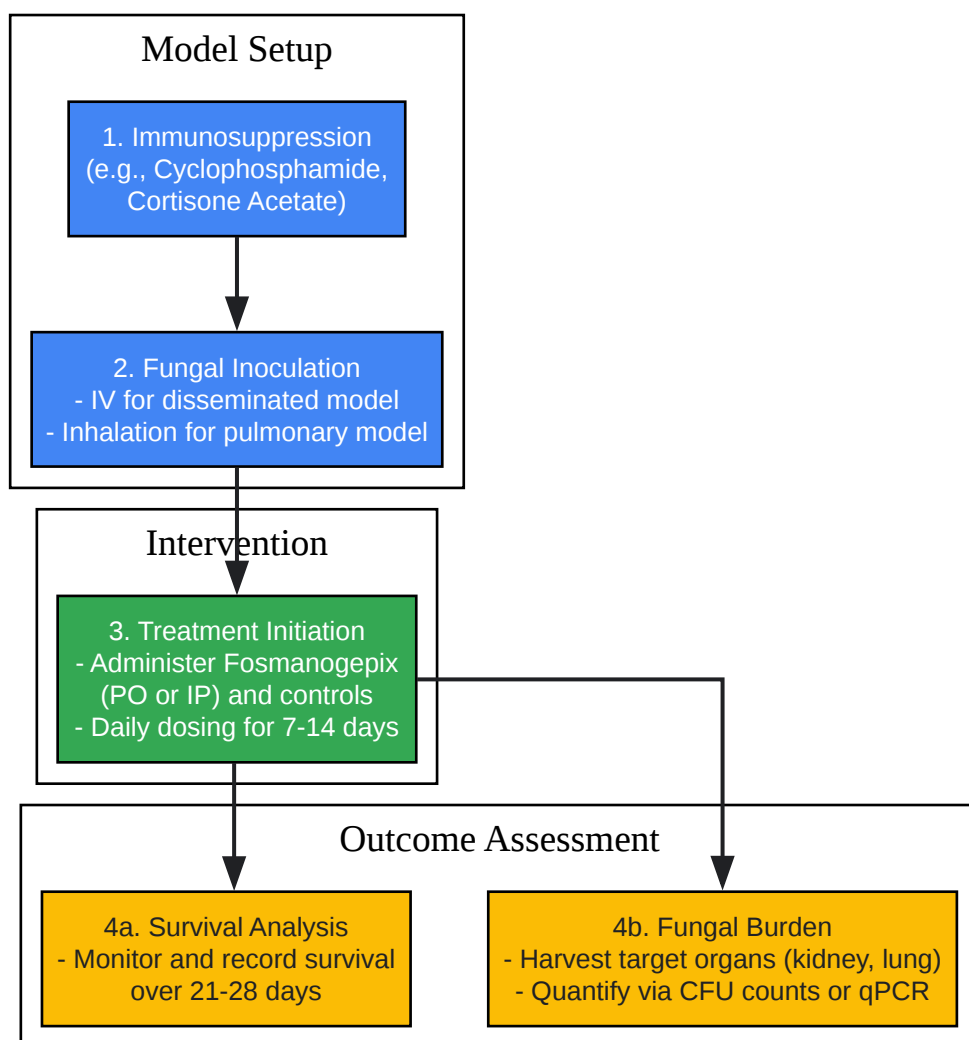 Model Setup
1. Immunosuppression
(e.g., Cyclophosphamide,
Cortisone Acetate)
2. Fungal Inoculation
- IV for disseminated model
- Inhalation for pulmonary model
Intervention
3. Treatment Initiation
- Administer Fosmanogepix
(PO or IP) and controls
- Daily dosing for 7-14 days
Outcome Assessment
4a. Survival Analysis
- Monitor and record survival
over 21-28 days
4b. Fungal Burden
- Harvest target organs (kidney, lung)
- Quantify via CFU counts or qPCR